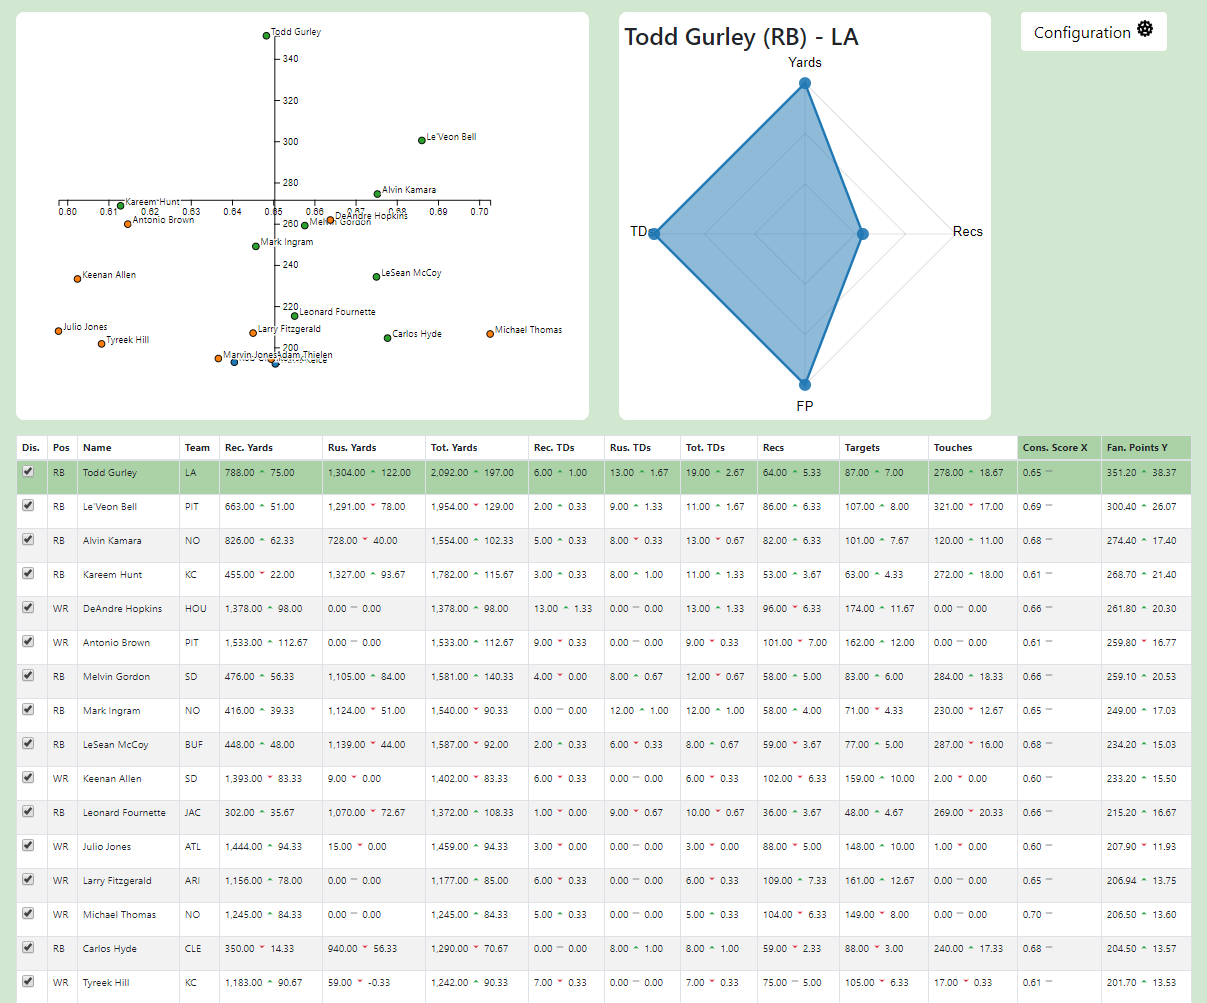 Todd Gurley
340
320
Le'Veon Bell
300
280
Alvin Kamara
Kareem Hunt
0.60 0.61 0.62 0.63 0.64 0.65 0.66 0.67 0.68 0.69 0.70
DeAndre Hopkins
Antonio Brown
260
Melvin Gordon
Mark Ingram
240
Keenan Allen
LeSean McCoy
220
Leonard Fournette
Julio Jones
Larry Fitzgerald
Michael Thomas
Carlos Hyde
Tyreek Hill
200
Marvin Jones
Adam Thielen
Todd Gurley (RB) - LA
Yards
TDs
Recs
FP
Configuration
Dis. Pos Name Team Rec. Yards Rus. Yards Tot. Yards Rec. TDs Rus. TDs Tot. TDs Recs Targets Touches Cons. Score X Fan. Points Y
RB Todd Gurley LA 788.00 75.00 1,304.00 122.00 2,092.00 197.00 6.00 1.00 13.00 1.67 19.00 2.67 64.00 5.33 87.00 7.00 278.00 18.67 0.65 351.20 38.37
RB Le'Veon Bell PIT 663.00 51.00 1,291.00 78.00 1,954.00 129.00 2.00 0.33 9.00 1.33 11.00 1.67 86.00 6.33 107.00 8.00 321.00 17.00 0.69 300.40 26.07
RB Alvin Kamara NO 826.00 62.33 728.00 40.00 1,554.00 102.33 5.00 0.33 8.00 0.33 13.00 0.67 82.00 6.33 101.00 7.67 120.00 11.00 0.68 274.40 17.40
RB Kareem Hunt KC 455.00 22.00 1,327.00 93.67 1,782.00 115.67 3.00 0.33 8.00 1.00 11.00 1.33 53.00 3.67 63.00 4.33 272.00 18.00 0.61 268.70 21.40
WR DeAndre Hopkins HOU 1,378.00 98.00 0.00 0.00 1,378.00 98.00 13.00 1.33 0.00 0.00 13.00 1.33 96.00 6.33 174.00 11.67 0.00 0.00 0.66 261.80 20.30
WR Antonio Brown PIT 1,533.00 112.67 0.00 0.00 1,533.00 112.67 9.00 0.33 0.00 0.00 9.00 0.33 101.00 7.00 162.00 12.00 0.00 0.00 0.61 259.80 16.77
RB Melvin Gordon SD 476.00 56.33 1,105.00 84.00 1,581.00 140.33 4.00 0.00 8.00 0.67 12.00 0.67 58.00 5.00 83.00 6.00 284.00 18.33 0.66 259.10 20.53
RB Mark Ingram NO 416.00 39.33 1,124.00 51.00 1,540.00 90.33 0.00 0.00 12.00 1.00 12.00 1.00 58.00 4.00 71.00 4.33 230.00 12.67 0.65 249.00 17.03
RB LeSean McCoy BUF 448.00 48.00 1,139.00 44.00 1,587.00 92.00 2.00 0.33 6.00 0.33 8.00 0.67 59.00 3.67 77.00 5.00 287.00 16.00 0.68 234.20 15.03
WR Keenan Allen SD 1,393.00 83.33 9.00 0.00 1,402.00 83.33 6.00 0.33 0.00 0.00 6.00 0.33 102.00 6.33 159.00 10.00 2.00 0.00 0.60 233.20 15.50
RB Leonard Fournette JAC 302.00 35.67 1,070.00 72.67 1,372.00 108.33 1.00 0.00 9.00 0.67 10.00 0.67 36.00 3.67 48.00 4.67 269.00 20.33 0.66 215.20 16.67
WR Julio Jones ATL 1,444.00 94.33 15.00 0.00 1,459.00 94.33 3.00 0.00 0.00 0.00 3.00 0.00 88.00 5.00 148.00 10.00 1.00 0.00 0.60 207.90 11.93
WR Larry Fitzgerald ARI 1,156.00 78.00 0.00 0.00 1,177.00 85.00 6.00 0.33 0.00 0.00 6.00 0.33 109.00 7.33 161.00 12.67 0.00 0.00 0.65 206.94 13.75
WR Michael Thomas NO 1,245.00 84.33 0.00 0.00 1,245.00 84.33 5.00 0.33 0.00 0.00 5.00 0.33 104.00 6.33 149.00 8.00 0.00 0.00 0.70 206.50 13.60
RB Carlos Hyde CLE 350.00 14.33 940.00 56.33 1,290.00 70.67 0.00 0.00 8.00 1.00 8.00 1.00 59.00 2.33 88.00 3.00 240.00 17.33 0.68 204.50 13.57
WR Tyreek Hill KC 1,183.00 90.67 59.00 -0.33 1,242.00 90.33 7.00 0.33 0.00 0.00 7.00 0.33 75.00 5.00 105.00 6.33 17.00 0.33 0.61 201.70 13.53